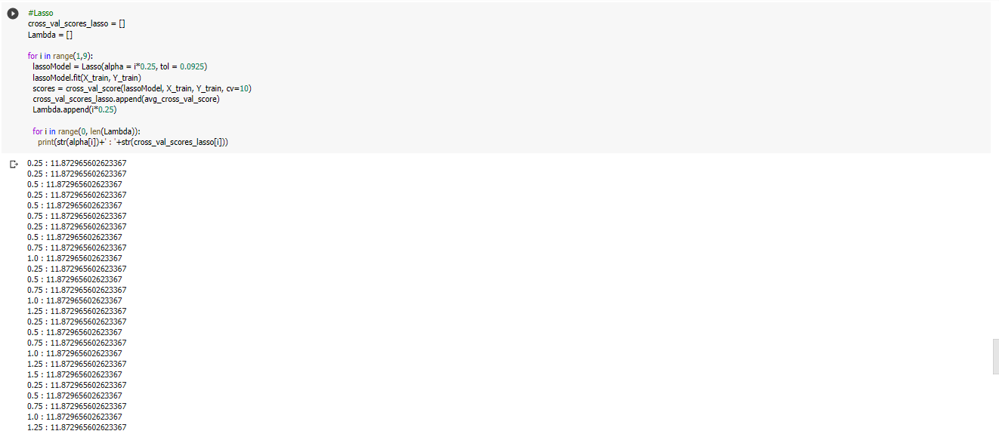 #Lasso
cross_val_scores_lasso = []
Lambda = []
for i in range(1,9):
lassoModel = Lasso(alpha = i*0.25, tol = 0.0925)
lassoModel.fit(X_train, Y_train)
scores = cross_val_score(lassoModel, X_train, Y_train, cv=10)
cross_val_scores_lasso.append(avg_cross_val_score)
Lambda.append(i*0.25)
for i in range(0, len(Lambda)):
print(str(alpha[i])+' : '+str(cross_val_scores_lasso[i]))
0.25 : 11.872965602623367
0.25 : 11.872965602623367
0.5 : 11.872965602623367
0.25 : 11.872965602623367
0.5 : 11.872965602623367
0.75 : 11.872965602623367
0.25 : 11.872965602623367
0.5 : 11.872965602623367
0.75 : 11.872965602623367
1.0 : 11.872965602623367
0.25 : 11.872965602623367
0.5 : 11.872965602623367
0.75 : 11.872965602623367
1.0 : 11.872965602623367
1.25 : 11.872965602623367
0.25 : 11.872965602623367
0.5 : 11.872965602623367
0.75 : 11.872965602623367
1.0 : 11.872965602623367
1.25 : 11.872965602623367
1.5 : 11.872965602623367
0.25 : 11.872965602623367
0.5 : 11.872965602623367
0.75 : 11.872965602623367
1.0 : 11.872965602623367
1.25 : 11.872965602623367